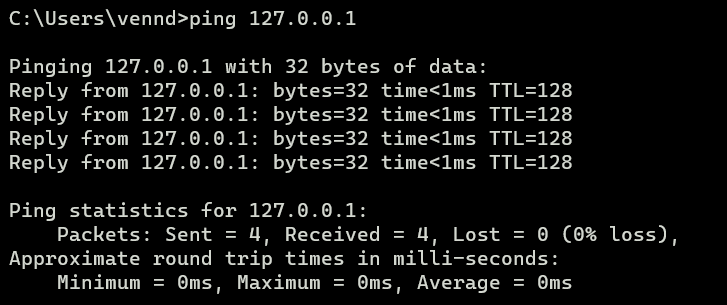 C:\Users\vennd>ping 127.0.0.1
Pinging 127.0.0.1 with 32 bytes of data:
Reply from 127.0.0.1: bytes=32 time<1ms TTL=128
Reply from 127.0.0.1: bytes=32 time<1ms TTL=128
Reply from 127.0.0.1: bytes=32 time<1ms TTL=128
Reply from 127.0.0.1: bytes=32 time<1ms TTL=128
Ping statistics for 127.0.0.1:
    Packets: Sent = 4, Received = 4, Lost = 0 (0% loss),
Approximate round trip times in milli-seconds:
    Minimum = 0ms, Maximum = 0ms, Average = 0ms